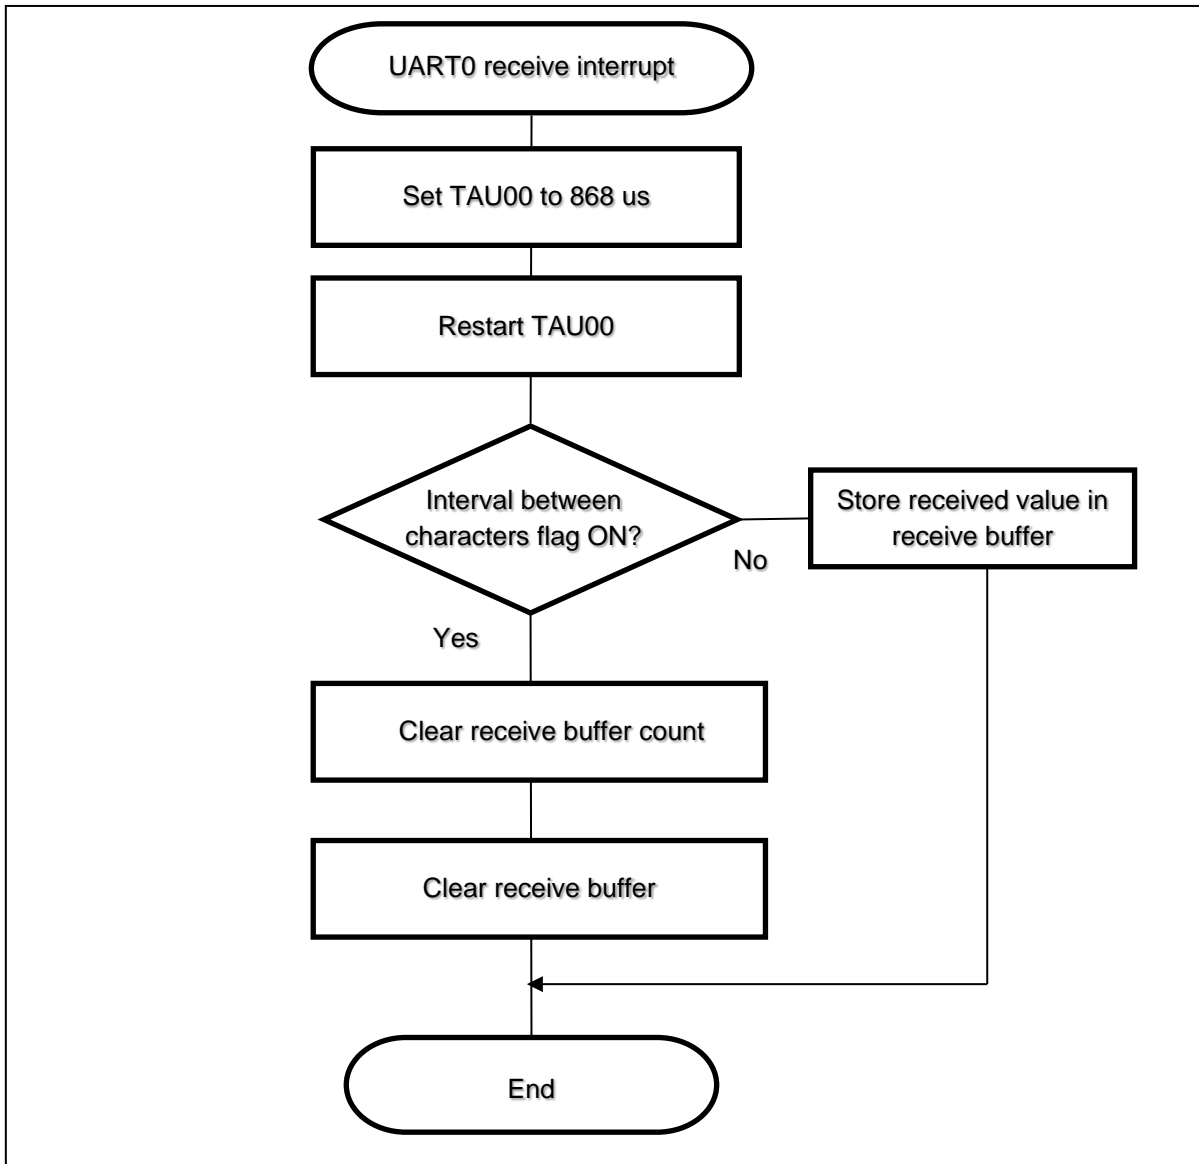 UART0 receive interrupt
Set TAU00 to 868 us
Restart TAU00
Interval between
characters flag ON?
No
Store received value in
receive buffer
Yes
Clear receive buffer count
Clear receive buffer
End